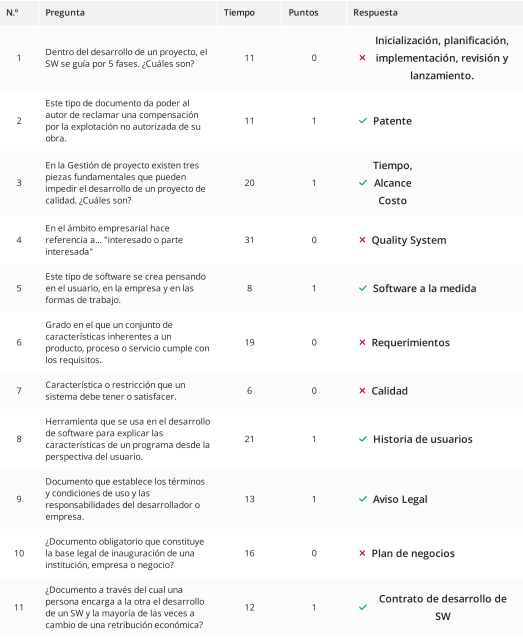 N.º Pregunta Tiempo Puntos Respuesta
Dentro del desarrollo de un proyecto, el
SW se guía por 5 fases. ¿Cuáles son?
1 11 0
Inicialización, planificación,
implementación, revisión y
lanzamiento.
Este tipo de documento da poder al
autor de reclamar una compensación
por la explotación no autorizada de su
obra.
2 11 1 Patente
En la Gestión de proyecto existen tres
piezas fundamentales que pueden
impedir el desarrollo de un proyecto de
calidad. ¿Cuáles son?
3 20 1
Tiempo,
Alcance
Costo
En el ámbito empresarial hace
referencia a... "interesado o parte
interesada"
4 31 0 Quality System
Este tipo de software se crea pensando
en el usuario, en la empresa y en las
formas de trabajo.
5 8 1 Software a la medida
Grado en el que un conjunto de
características inherentes a un
producto, proceso o servicio cumple con
los requisitos.
6 19 0 Requerimientos
Característica o restricción que un
sistema debe tener o satisfacer.
7 6 0 Calidad
Herramienta que se usa en el desarrollo
de software para explicar las
características de un programa desde la
perspectiva del usuario.
8 21 1 Historia de usuarios
Documento que establece los términos
y condiciones de uso y las
responsabilidades del desarrollador o
empresa.
9 13 1 Aviso Legal
¿Documento obligatorio que constituye
la base legal de inauguración de una
institución, empresa o negocio?
10 16 0 Plan de negocios
¿Documento a través del cual una
persona encarga a la otra el desarrollo
de un SW y la mayoría de las veces a
cambio de una retribución económica?
11 12 1
Contrato de desarrollo de
SW